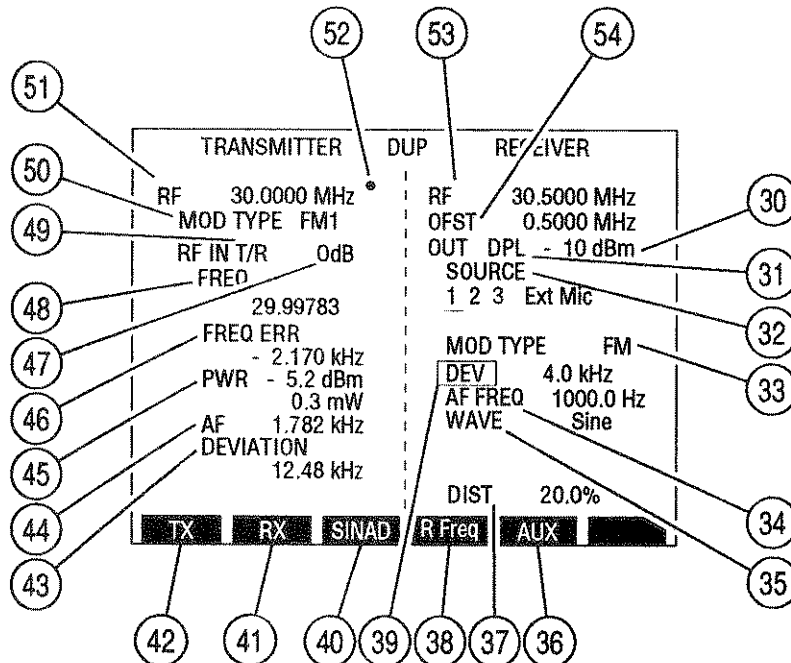 52
53
54
51
50
49
48
47
46
45
44
43
TRANSMITTER DUP RECEIVER
RF 30.0000 MHz
MOD TYPE FM1
RF IN T/R 0dB
FREQ
29.99783
FREQ ERR
- 2.170 kHz
PWR - 5.2 dBm
0.3 mW
AF 1.782 kHz
DEVIATION
12.48 kHz
RF 30.5000 MHz
OFST 0.5000 MHz
OUT DPL - 10 dBm
SOURCE
1 2 3 Ext Mic
MOD TYPE FM
DEV 4.0 kHz
AF FREQ 1000.0 Hz
WAVE Sine
DIST 20.0%
TX RX SINAD R Freq AUX
30
31
32
33
34
35
42
41
40
39
38
37
36